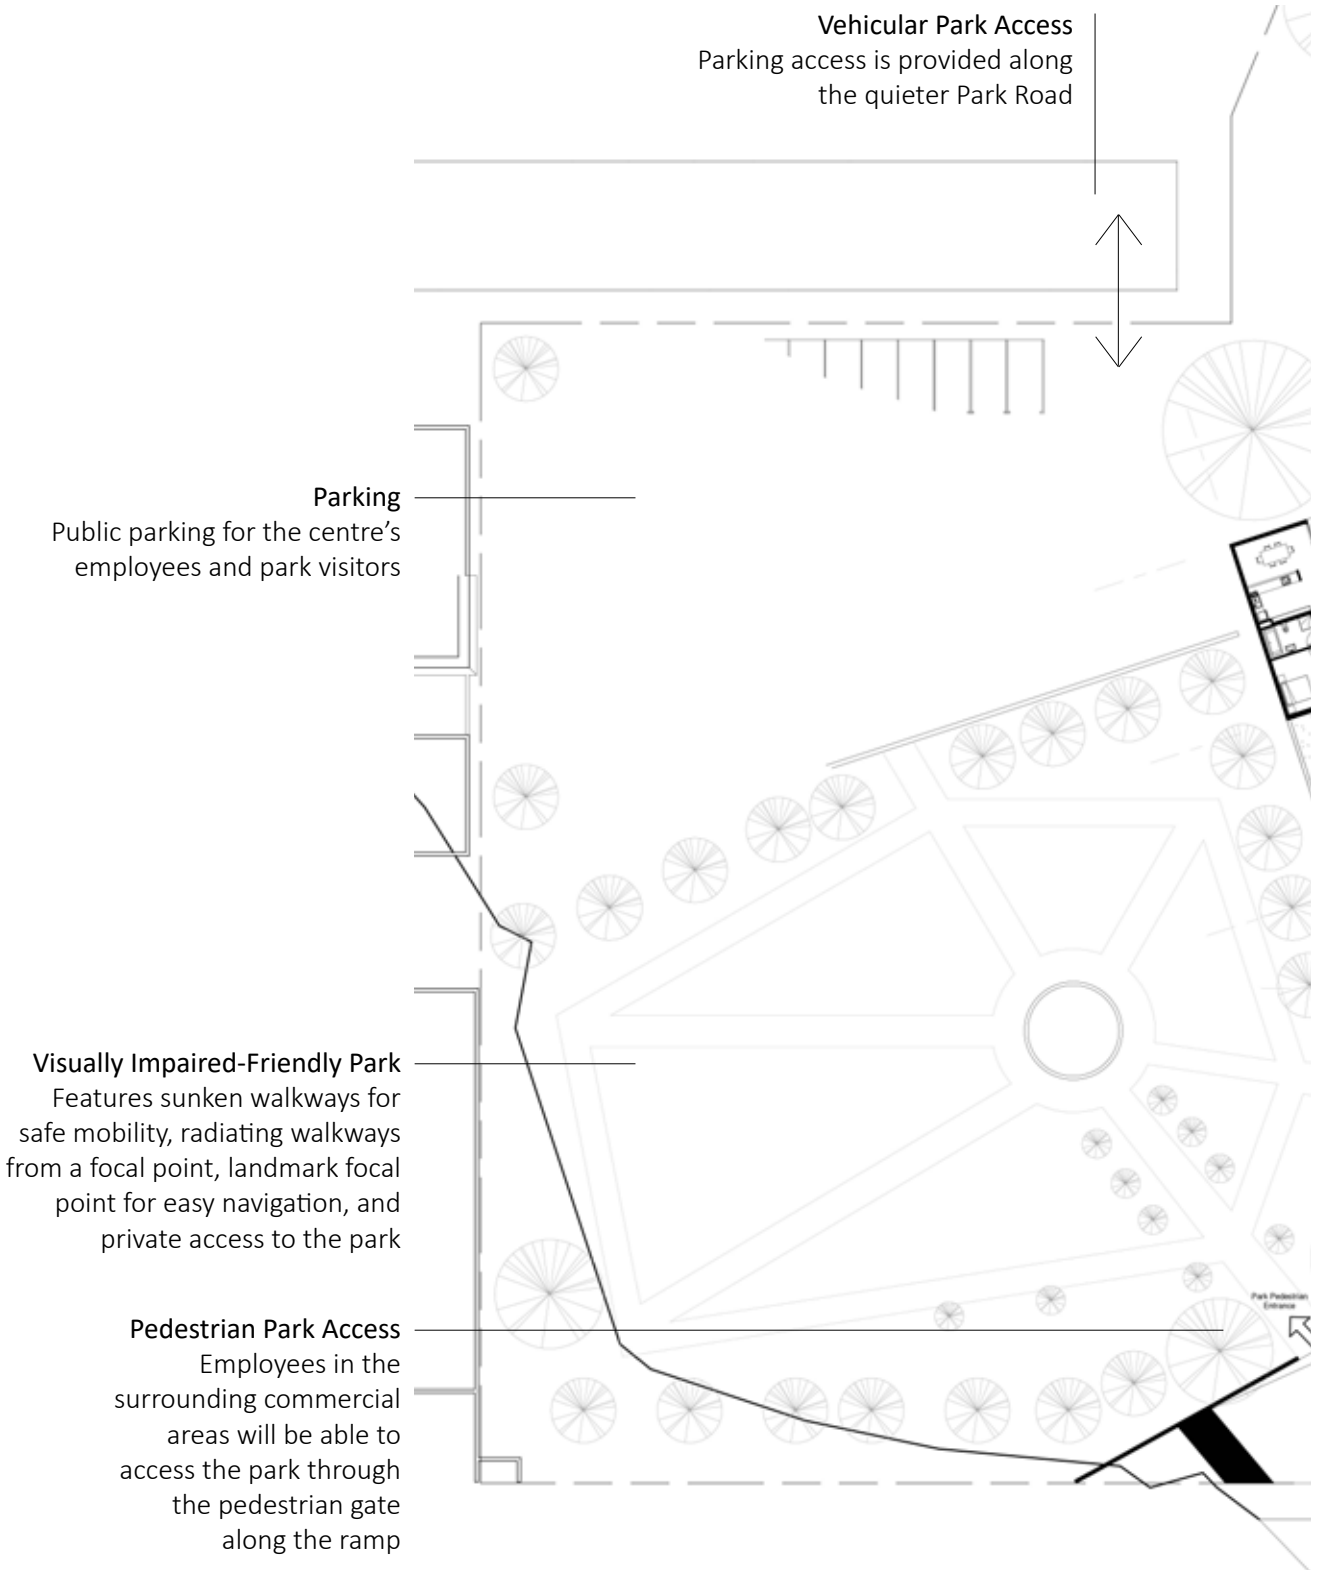 Vehicular Park Access
Parking access is provided along
the quieter Park Road
Parking
Public parking for the centre’s
employees and park visitors
Visually Impaired-Friendly Park
Features sunken walkways for
safe mobility, radiating walkways
from a focal point, landmark focal
point for easy navigation, and
private access to the park
Park Pedestrian
Entrance
Pedestrian Park Access
Employees in the
surrounding commercial
areas will be able to
access the park through
the pedestrian gate
along the ramp